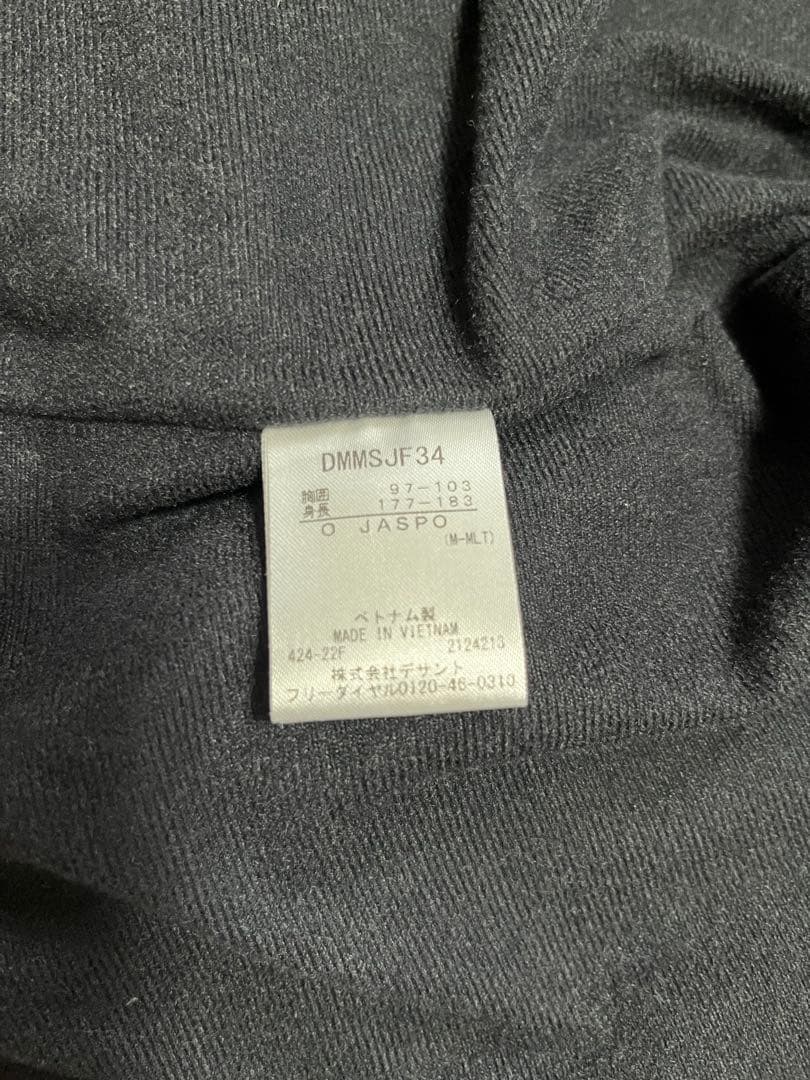 DMMSJF34
胸囲 97-103
身長 177-183
O JASPO
(M-MLT)
ベトナム製
MADE IN VIETNAM
424-22F 2124213
株式会社デサント
フリーダイヤル0120-46-0310